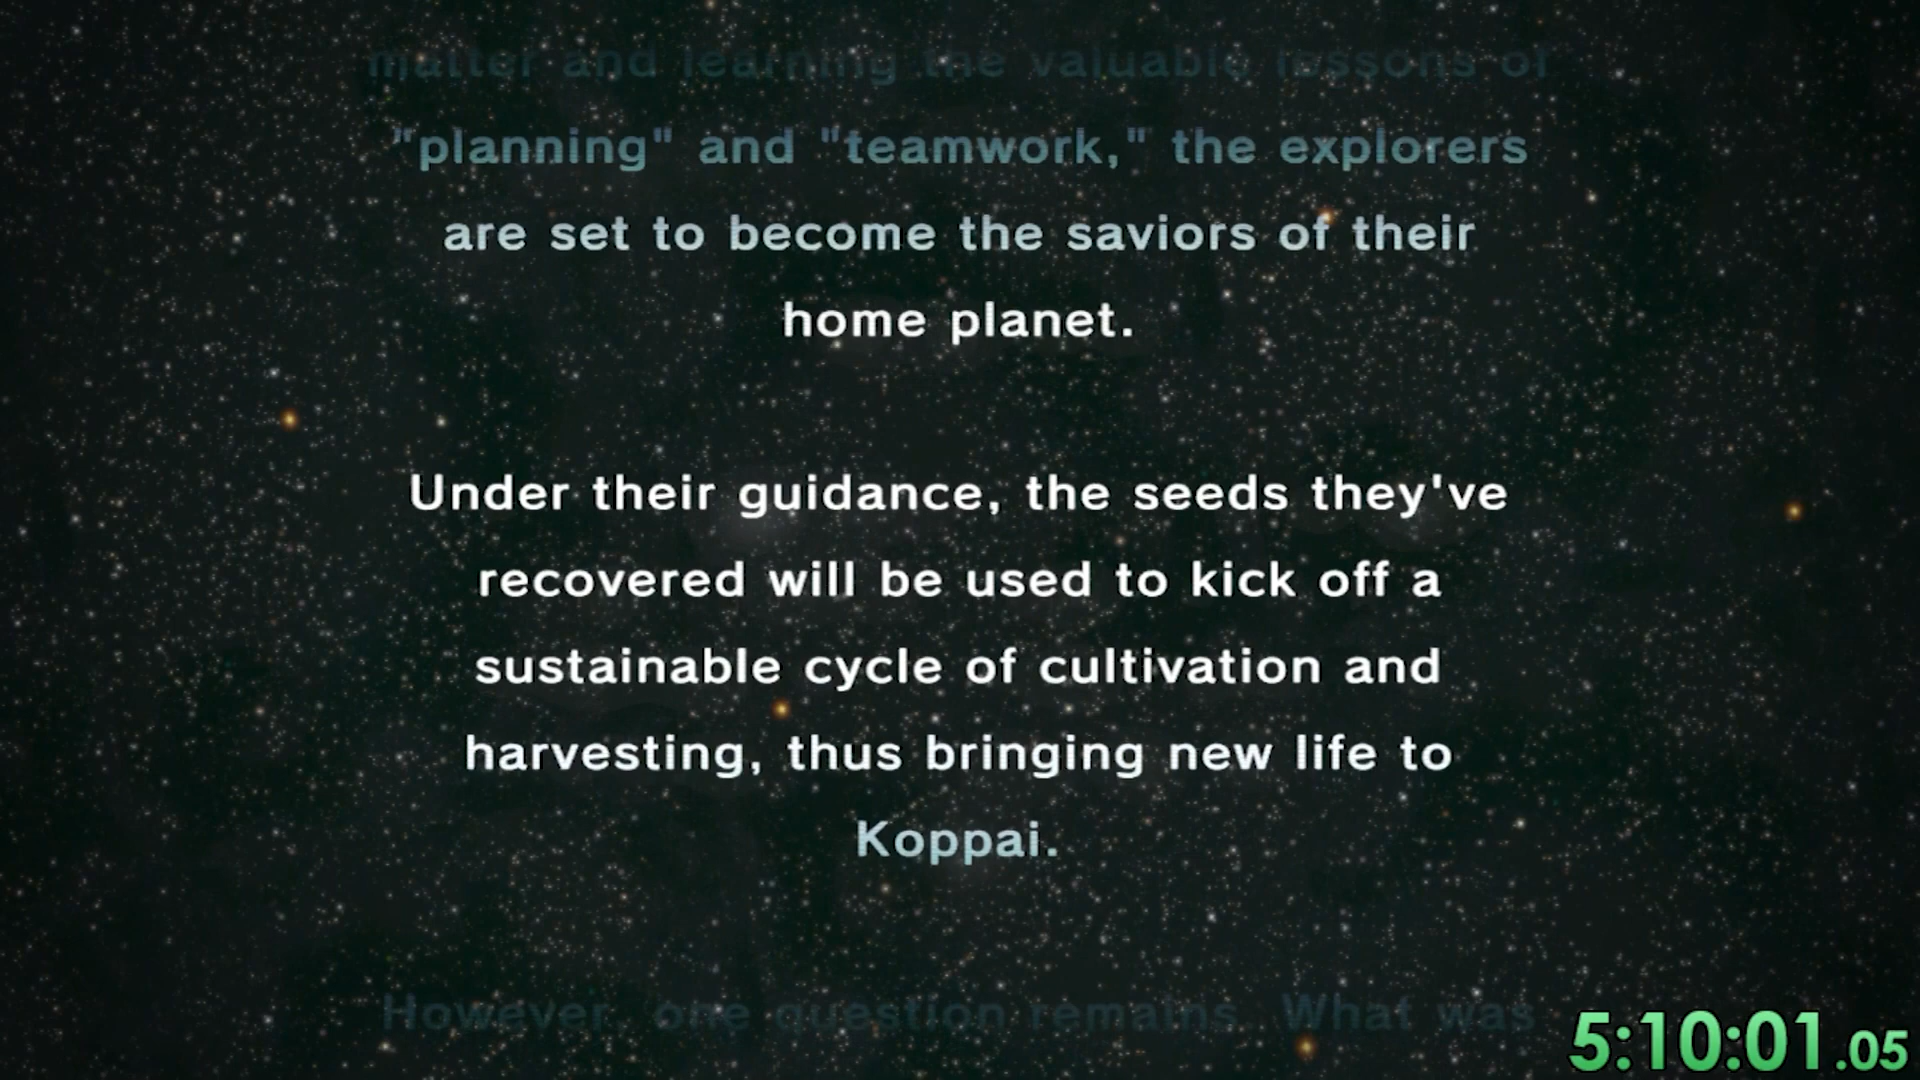 matter and learning the valuable lessons of
"planning" and "teamwork," the explorers
are set to become the saviors of their
home planet.
Under their guidance, the seeds they've
recovered will be used to kick off a
sustainable cycle of cultivation and
harvesting, thus bringing new life to
Koppai.
However, one question remains. What was
5:10:01.05